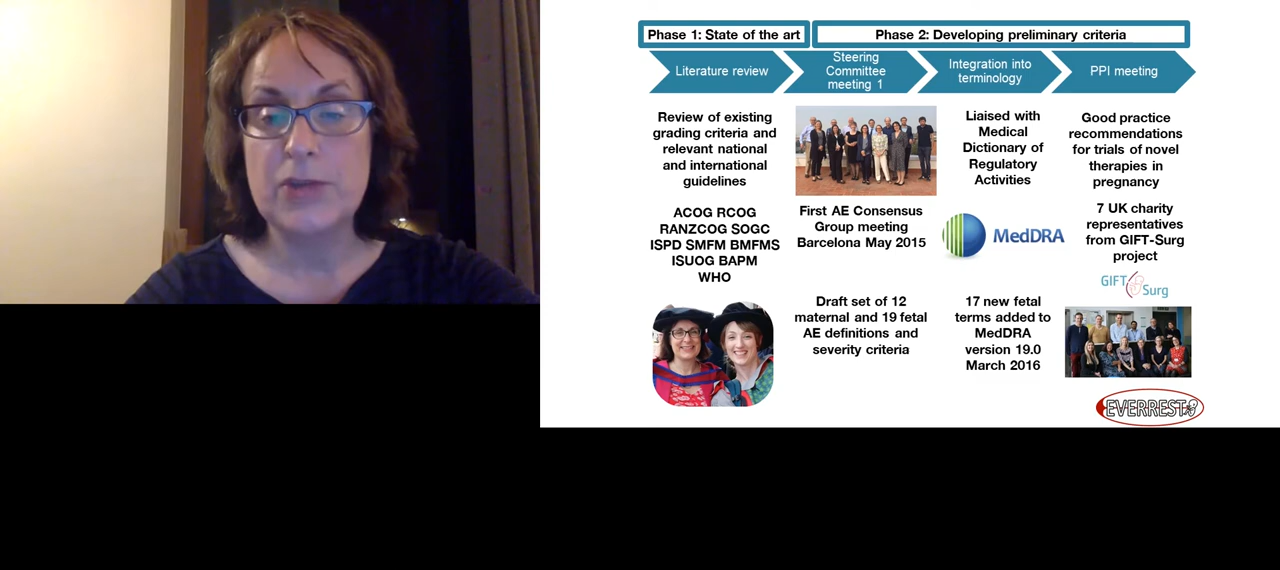 Phase 1: State of the art
Phase 2: Developing preliminary criteria
Literature review
Steering
Committee
meeting 1
Integration into
terminology
PPI meeting
Review of existing
grading criteria and
relevant national
and international
guidelines
ACOG RCOG
RANZCOG SOGC
ISPD SMFM BMFMS
ISUOG BAPM
WHO
First AE Consensus
Group meeting
Barcelona May 2015
Draft set of 12
maternal and 19 fetal
AE definitions and
severity criteria
Liaised with
Medical
Dictionary of
Regulatory
Activities
MedDRA
17 new fetal
terms added to
MedDRA
version 19.0
March 2016
Good practice
recommendations
for trials of novel
therapies in
pregnancy
7 UK charity
representatives
from GIFT-Surg
project
GIFT
Surg
EVERREST